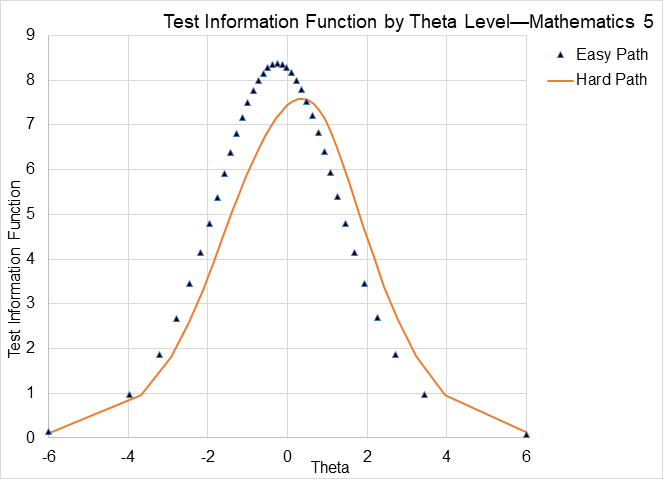 Test Information Function by Theta Level—Mathematics 5
Easy Path
Hard Path
Test Information Function
9
8
7
6
5
4
3
2
1
0
-6 -4 -2 0 2 4 6
Theta